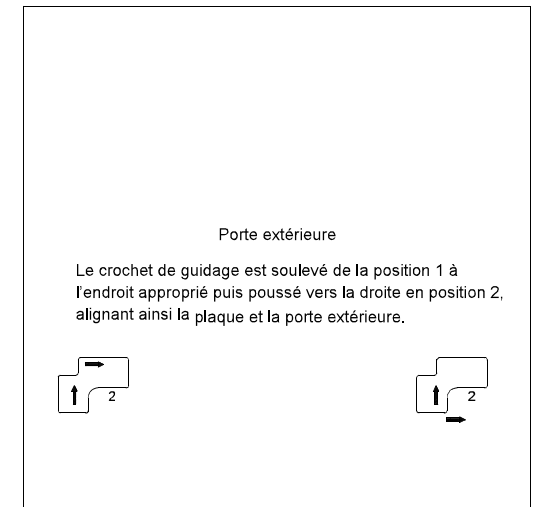 Porte extérieure
Le crochet de guidage est soulevé de la position 1 à
l'endroit approprié puis poussé vers la droite en position 2,
alignant ainsi la plaque et la porte extérieure.
2
2